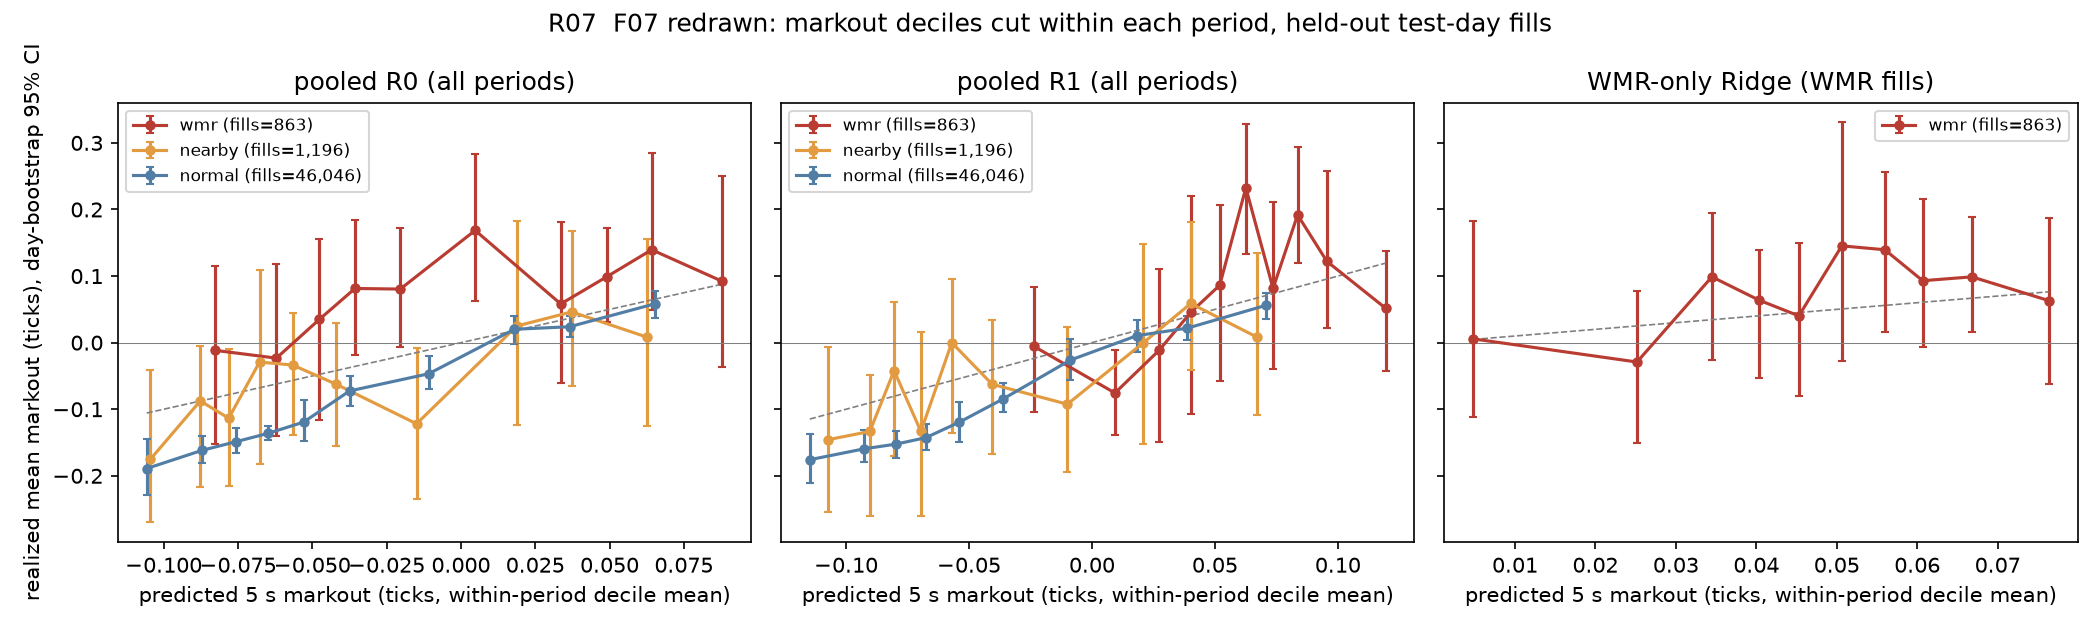 R07  F07 redrawn: markout deciles cut within each period, held-out test-day fills
realized mean markout (ticks), day-bootstrap 95% CI
pooled R0 (all periods)
wmr (fills=863)
nearby (fills=1,196)
normal (fills=46,046)
0.3
0.2
0.1
0.0
−0.1
−0.2
−0.100 −0.075 −0.050 −0.025 0.000 0.025 0.050 0.075
predicted 5 s markout (ticks, within-period decile mean)
pooled R1 (all periods)
wmr (fills=863)
nearby (fills=1,196)
normal (fills=46,046)
−0.10 −0.05 0.00 0.05 0.10
predicted 5 s markout (ticks, within-period decile mean)
WMR-only Ridge (WMR fills)
wmr (fills=863)
0.01 0.02 0.03 0.04 0.05 0.06 0.07
predicted 5 s markout (ticks, within-period decile mean)